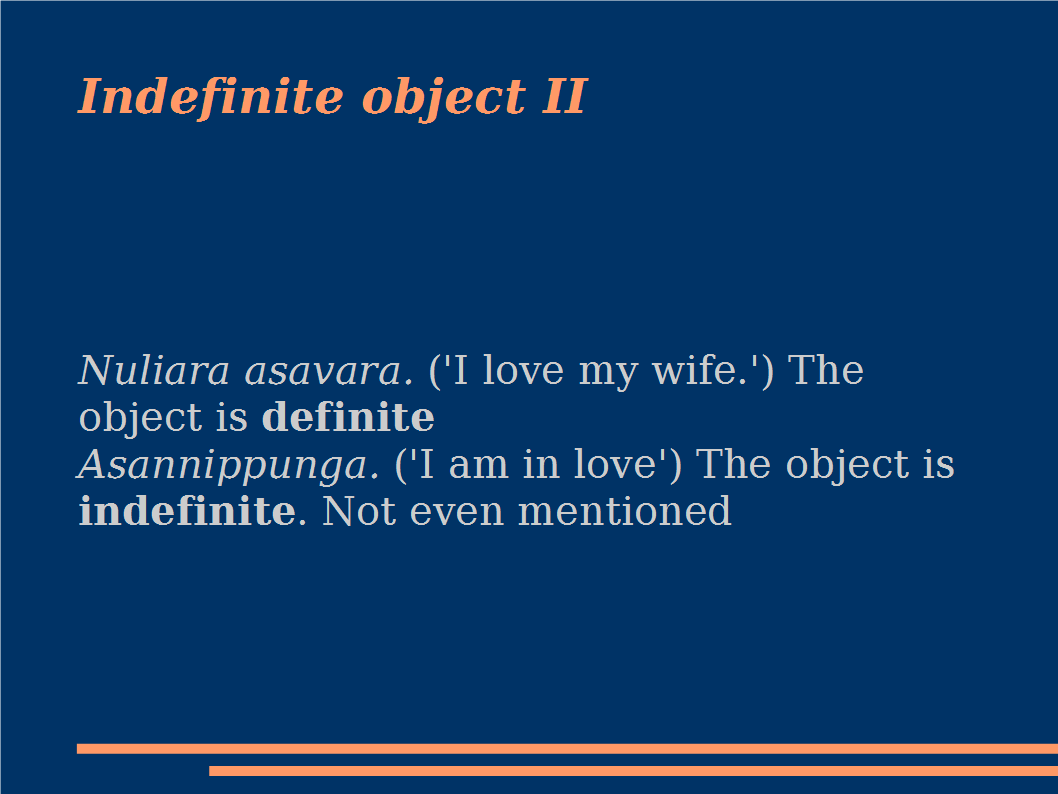 Indefinite object II
Nuliara asavara. ('I love my wife.') The
object is definite
Asannippunga. ('I am in love') The object is
indefinite. Not even mentioned